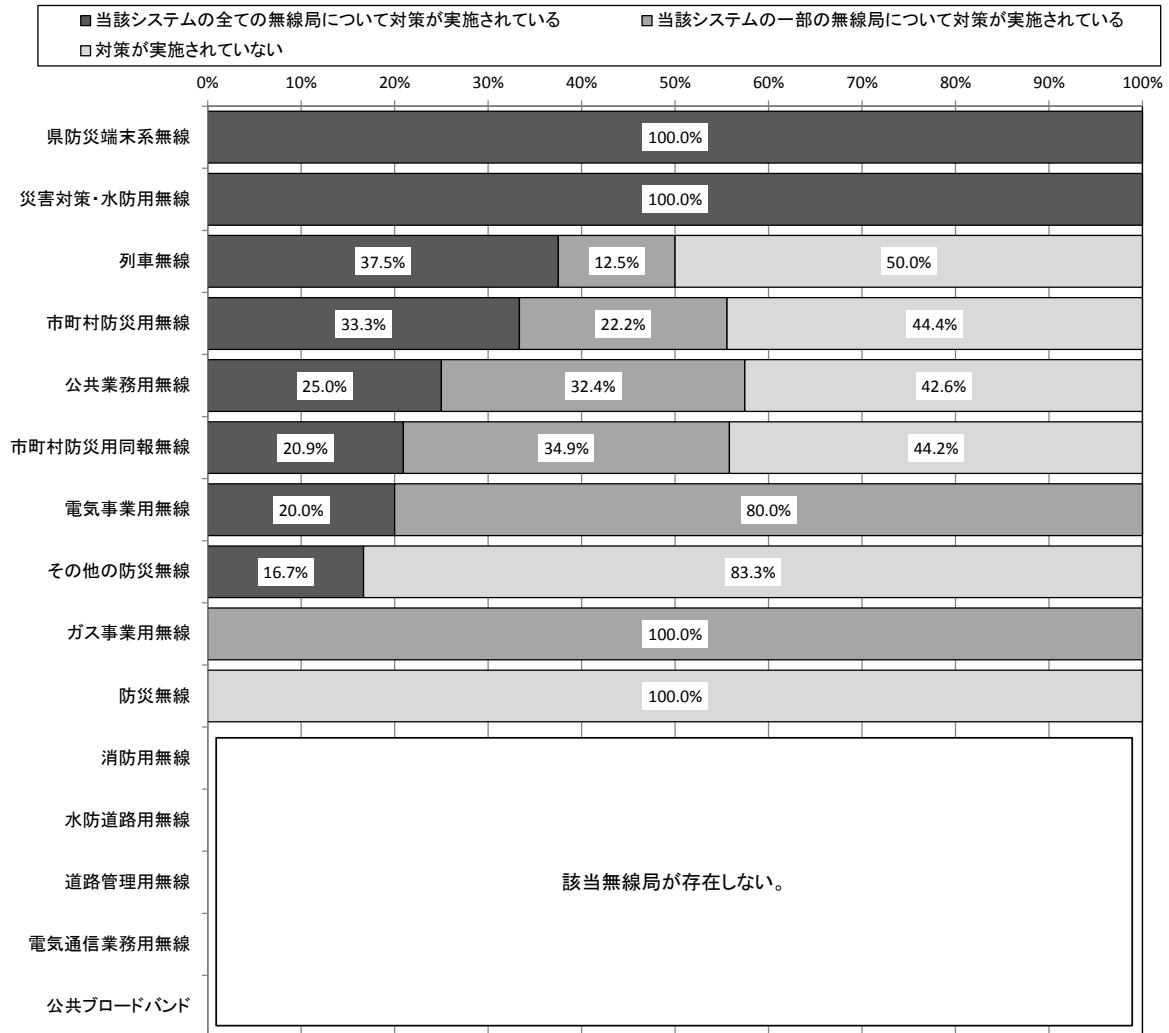 ■当該システムの全ての無線局について対策が実施されている ■当該システムの一部の無線局について対策が実施されている
□対策が実施されていない
0% 10% 20% 30% 40% 50% 60% 70% 80% 90% 100%
県防災端末系無線 100.0%
災害対策・水防用無線 100.0%
列車無線 37.5% 12.5% 50.0%
市町村防災用無線 33.3% 22.2% 44.4%
公共業務用無線 25.0% 32.4% 42.6%
市町村防災用同報無線 20.9% 34.9% 44.2%
電気事業用無線 20.0% 80.0%
その他の防災無線 16.7% 83.3%
ガス事業用無線 100.0%
防災無線 100.0%
消防用無線
水防道路用無線
道路管理用無線 該当無線局が存在しない。
電気通信業務用無線
公共ブロードバンド